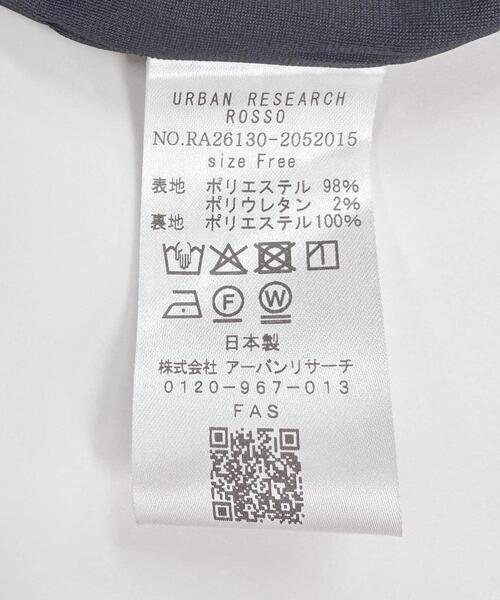 URBAN RESEARCH
ROSSO
NO.RA26130-2052015
size Free
表地 ポリエステル 98%
ポリウレタン 2%
裏地 ポリエステル100%
F W
日本製
株式会社 アーバンリサーチ
0120-967-013
FAS